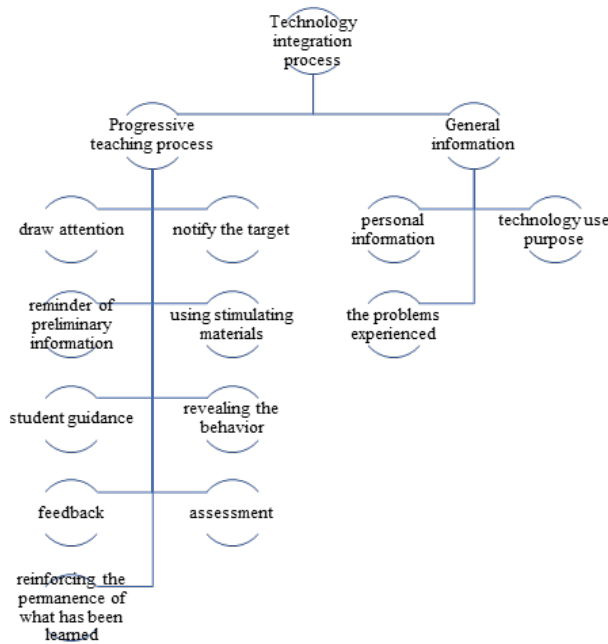 Technology
integration
process
Progressive
teaching process
General
information
draw attention
notify the target
personal
information
technology use
purpose
reminder of
preliminary
information
using stimulating
materials
the problems
experienced
student guidance
revealing the
behavior
feedback
assessment
reinforcing the
permanence of
what has been
learned